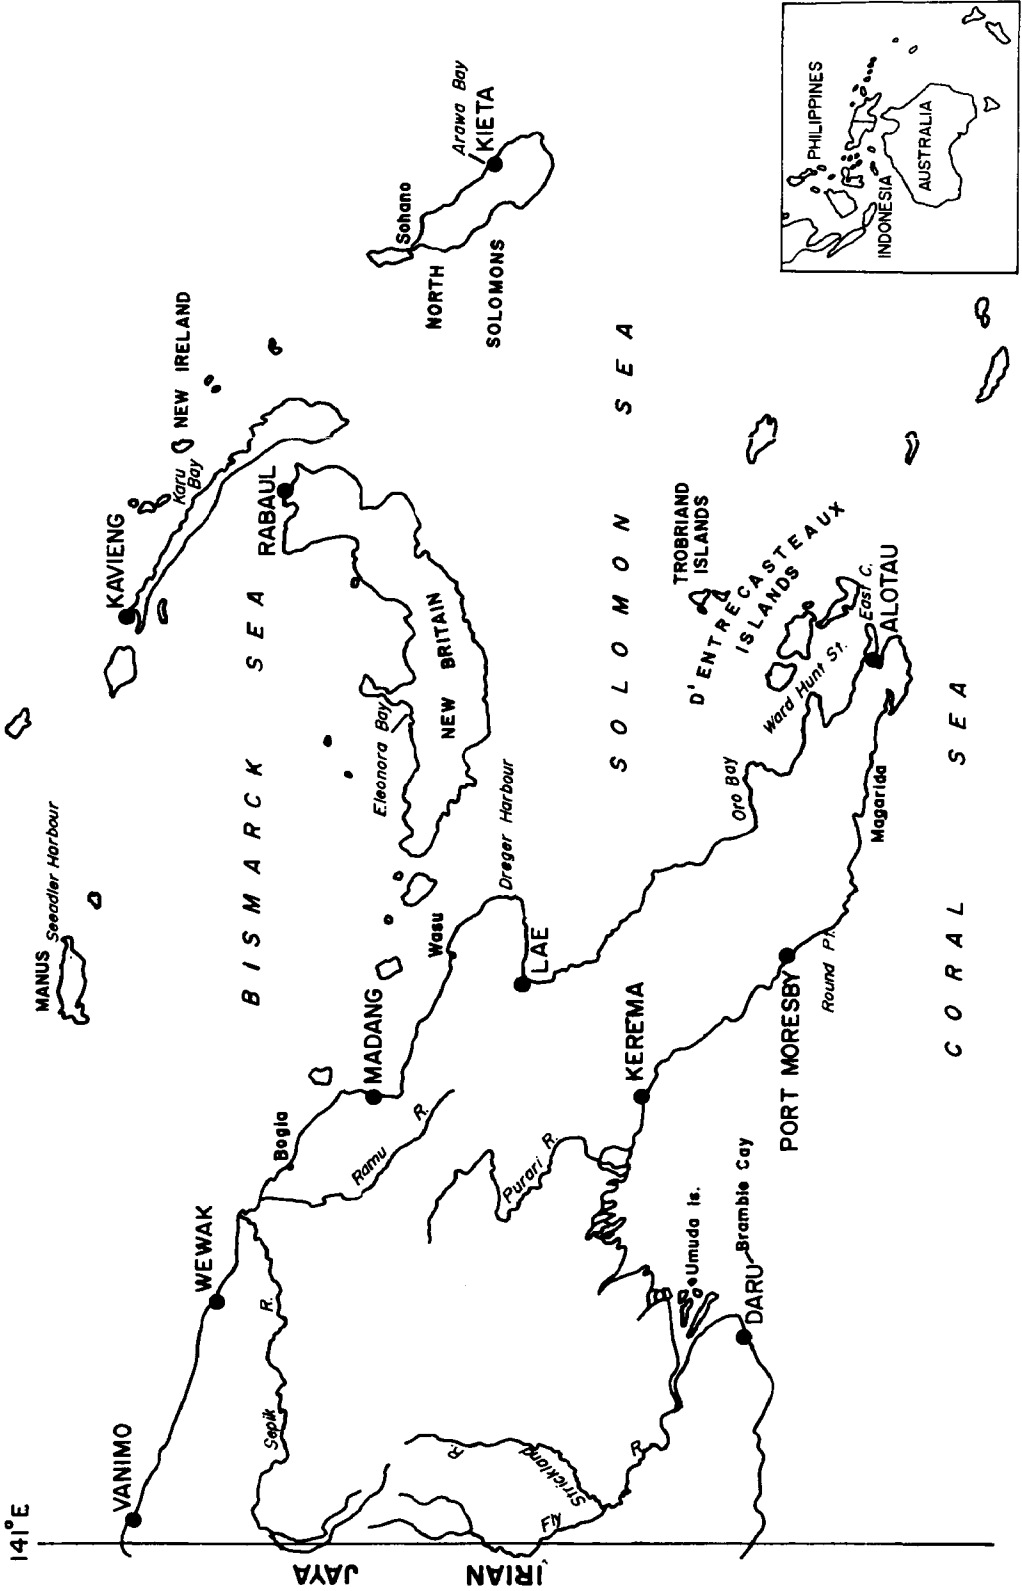 141°E
VANIMO
WEWAK
Bogia
MADANG
Wasu
Dreger Harbour
LAE
MANUS
Seeadler Harbour
BISMARCK SEA
KAVIENG
Karu
Bay
NEW IRELAND
RABAUL
NEW BRITAIN
Eleonora Bay
Sohano
Arawa Bay
KIETA
NORTH
SOLOMONS
SOLOMON SEA
TROBRIAND
ISLANDS
D'ENTRECASTEAUX
ISLANDS
Ward Hunt St.
East C.
ALOTAU
Oro Bay
Magarida
Round Pt.
PORT MORESBY
KEREMA
CORAL SEA
Sepik R.
Ramu R.
Purari R.
Strickland R.
Fly R.
Umuda Is.
Bramble Cay
DARU
IRIAN
JAYA
PHILIPPINES
INDONESIA
AUSTRALIA